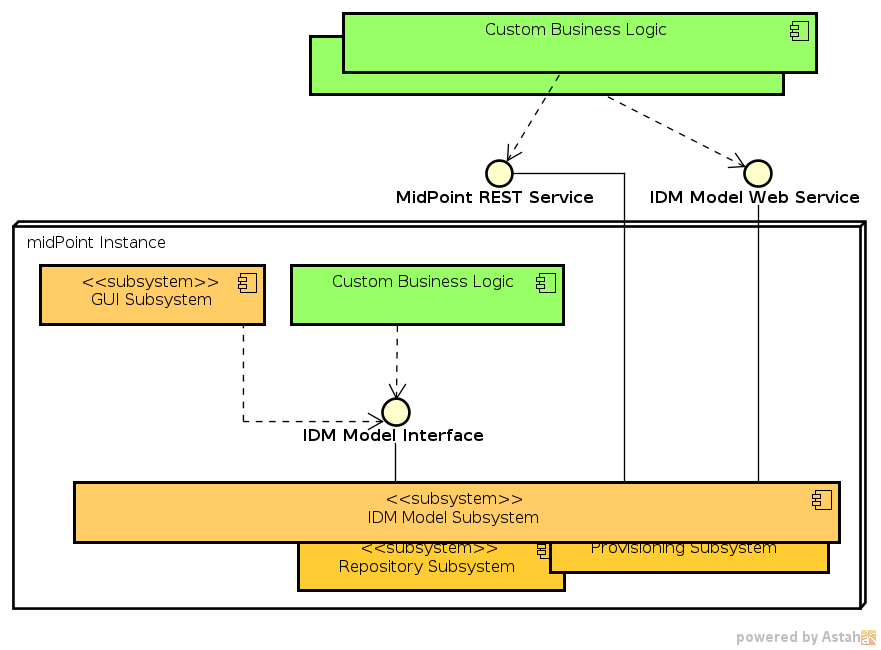 Custom Business Logic
MidPoint REST Service
IDM Model Web Service
midPoint Instance
<<subsystem>>
GUI Subsystem
Custom Business Logic
IDM Model Interface
<<subsystem>>
IDM Model Subsystem
<<subsystem>>
Repository Subsystem
Provisioning Subsystem
powered by Astah